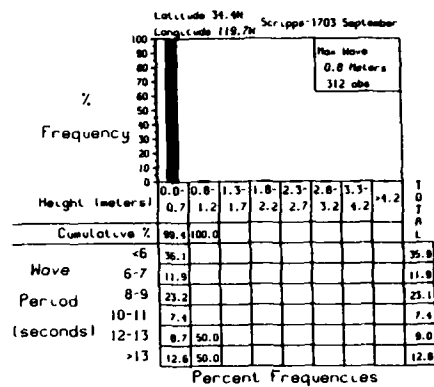 Latitude 34.4N
Longitude 119.7W
Scripps-1703 September
Max Wave
0.8 Meters
312 obs
100
90
80
70
60
50
40
30
20
10
0
%
Frequency
Height (meters) 0.0-0.7 0.8-1.2 1.3-1.7 1.8-2.2 2.3-2.7 2.8-3.2 3.3-4.2 >4.2 TOTAL
Cumulative % 99.4 100.0
Wave Period (seconds)
<6 36.1 35.9
6-7 11.9 11.9
8-9 23.2 23.1
10-11 7.4 7.4
12-13 8.7 50.0 9.0
>13 12.6 50.0 12.8
Percent Frequencies